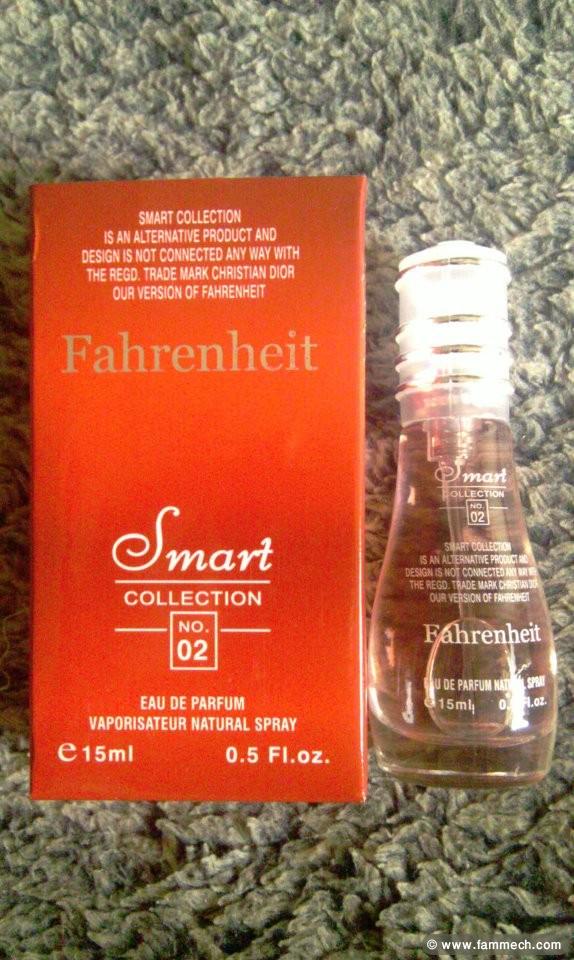 SMART COLLECTION
IS AN ALTERNATIVE PRODUCT AND
DESIGN IS NOT CONNECTED ANY WAY WITH
THE REGD. TRADE MARK CHRISTIAN DIOR
OUR VERSION OF FAHRENHEIT
Fahrenheit
Smart
COLLECTION
NO.
02
EAU DE PARFUM
VAPORISATEUR NATURAL SPRAY
e 15ml 0.5 Fl.oz.
Smart
COLLECTION
NO.
02
SMART COLLECTION
IS AN ALTERNATIVE PRODUCT AND
DESIGN IS NOT CONNECTED ANY WAY WITH
THE REGD. TRADE MARK CHRISTIAN DIOR
OUR VERSION OF FAHRENHEIT
Fahrenheit
EAU DE PARFUM NATURAL SPRAY
e 15ml 0.5 Fl.oz.
© www.fammech.com